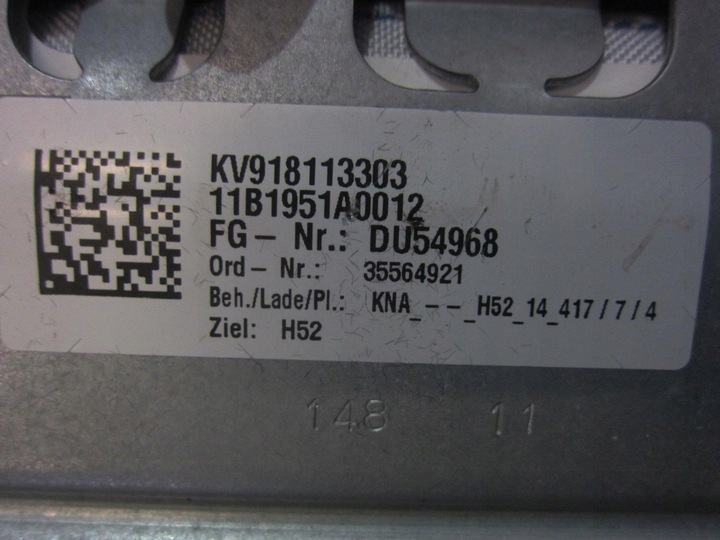 KV918113303
11B1951A0012
FG – Nr.: DU54968
Ord – Nr.: 35564921
Beh./Lade/Pl.: KNA_ – – _H52_14_417 / 7 / 4
Ziel: H52
148 11